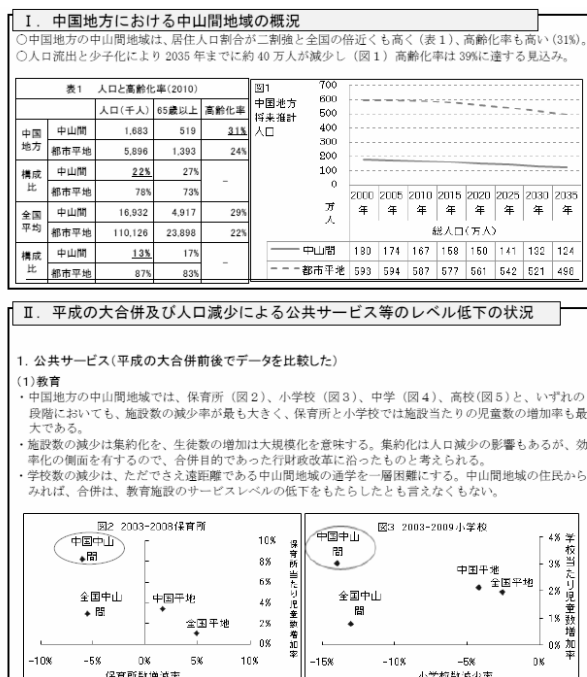 Ⅰ. 中国地方における中山間地域の概況
○中国地方の中山間地域は、居住人口割合が二割強と全国の倍近くも高く(表1)、高齢化率も高い(31%)。
○人口流出と少子化により 2035 年までに約 40 万人が減少し(図1)高齢化率は 39%に達する見込み。
表1 人口と高齢化率(2010)
人口(千人) 65歳以上 高齢化率
中国地方 中山間 1,683 519 31%
都市平地 5,896 1,393 24%
構成比 中山間 22% 27% –
都市平地 78% 73%
全国平均 中山間 16,932 4,917 29%
都市平地 110,126 23,898 22%
構成比 中山間 13% 17% –
都市平地 87% 83%
図1
中国地方
将来推計
人口
700
600
500
400
300
200
100
0
万人
2000年 2005年 2010年 2015年 2020年 2025年 2030年 2035年
総人口(万人)
中山間 180 174 167 158 150 141 132 124
都市平地 593 594 587 577 561 542 521 498
Ⅱ. 平成の大合併及び人口減少による公共サービス等のレベル低下の状況
1. 公共サービス(平成の大合併前後でデータを比較した)
(1)教育
・中国地方の中山間地域では、保育所(図2)、小学校(図3)、中学(図4)、高校(図5)と、いずれの
段階においても、施設数の減少率が最も大きく、保育所と小学校では施設当たりの児童数の増加率も最
大である。
・施設数の減少は集約化を、生徒数の増加は大規模化を意味する。集約化は人口減少の影響もあるが、効
率化の側面を有するので、合併目的であった行財政改革に沿ったものと考えられる。
・学校数の減少は、ただでさえ遠距離である中山間地域の通学を一層困難にする。中山間地域の住民から
みれば、合併は、教育施設のサービスレベルの低下をもたらしたとも言えなくもない。
図2 2003-2008保育所
中国中山間
全国中山間
中国平地
全国平地
10%
8%
6%
4%
2%
0%
保育所当たり児童数増加率
-10% -5% 0% 5% 10%
保育所数増減率
図3 2003-2009小学校
中国中山間
全国中山間
中国平地
全国平地
4%
3%
2%
1%
0%
学校当たり児童数増加率
-15% -10% -5% 0%
小学校数減少率